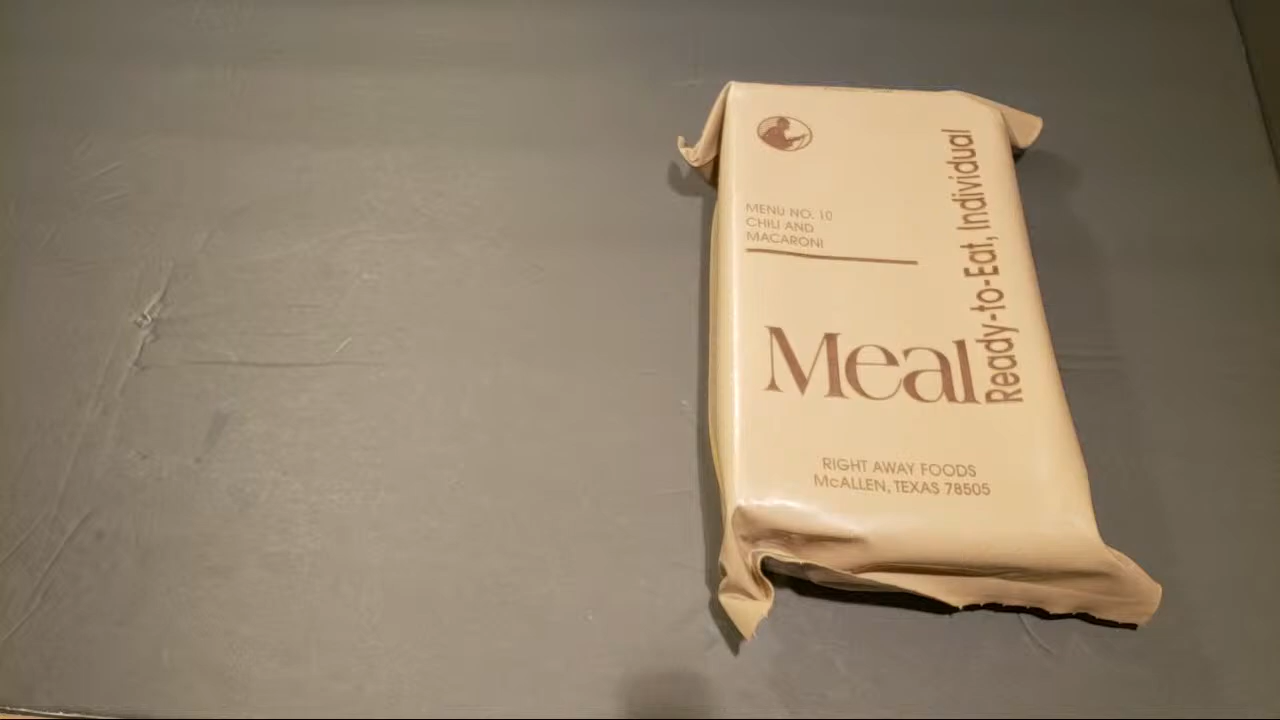 MENU NO. 10
CHILI AND
MACARONI
Meal
Ready-to-Eat, Individual
RIGHT AWAY FOODS
McALLEN, TEXAS 78505